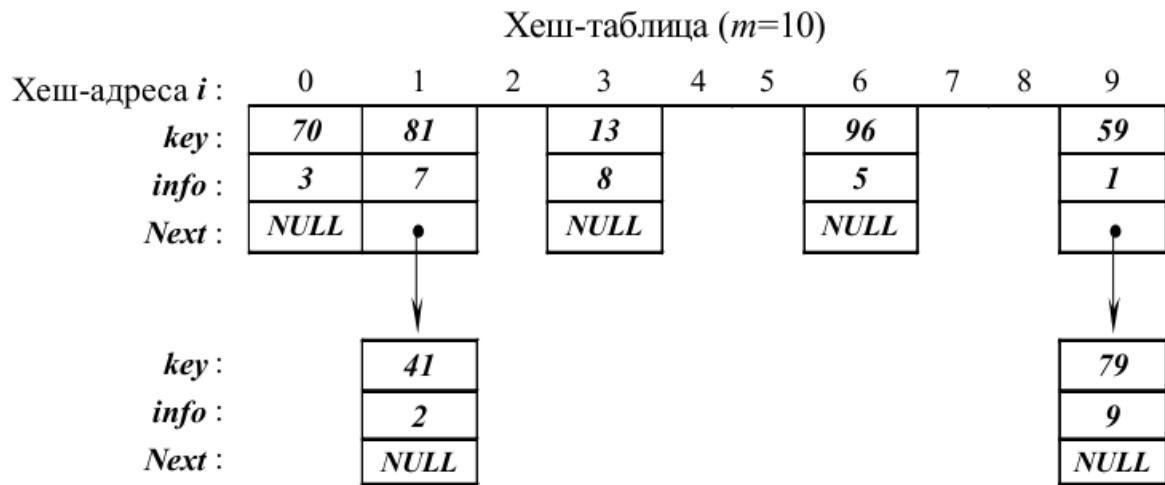 Хеш-таблица (m=10)
Хеш-адреса i : 0 1 2 3 4 5 6 7 8 9
key : 70 81 13 96 59
info : 3 7 8 5 1
Next : NULL NULL NULL
key : 41 79
info : 2 9
Next : NULL NULL